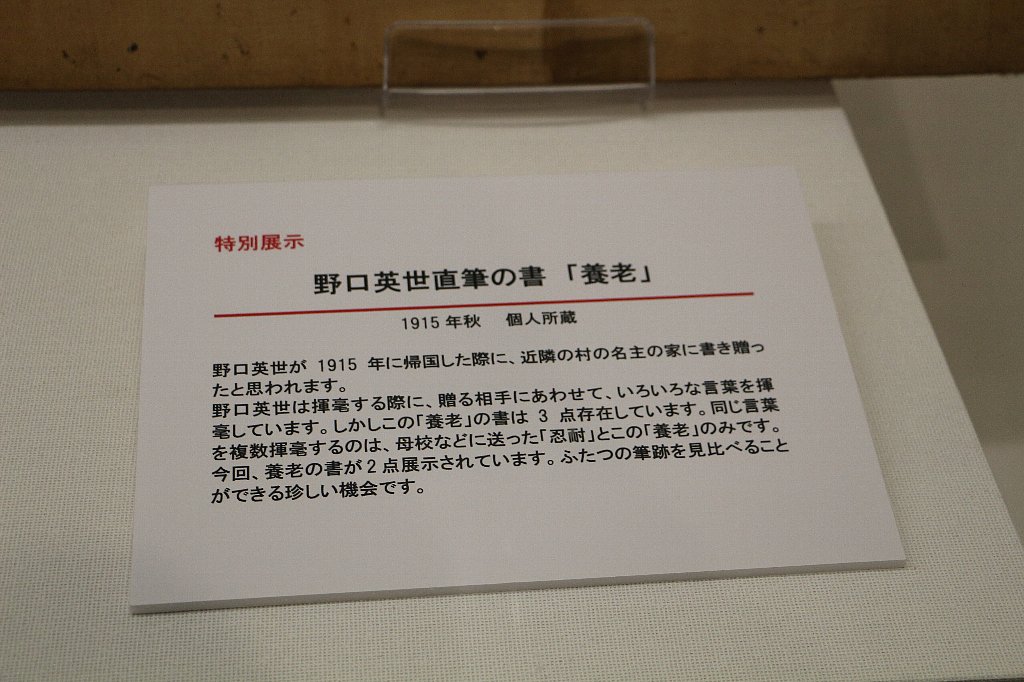 特別展示
野口英世直筆の書 「養老」
1915 年秋 個人所蔵
野口英世が 1915 年に帰国した際に、近隣の村の名主の家に書き贈っ
たと思われます。
野口英世は揮毫する際に、贈る相手にあわせて、いろいろな言葉を揮
毫しています。しかしこの「養老」の書は 3 点存在しています。同じ言葉
を複数揮毫するのは、母校などに送った「忍耐」とこの「養老」のみです。
今回、養老の書が2点展示されています。ふたつの筆跡を見比べること
ができる珍しい機会です。